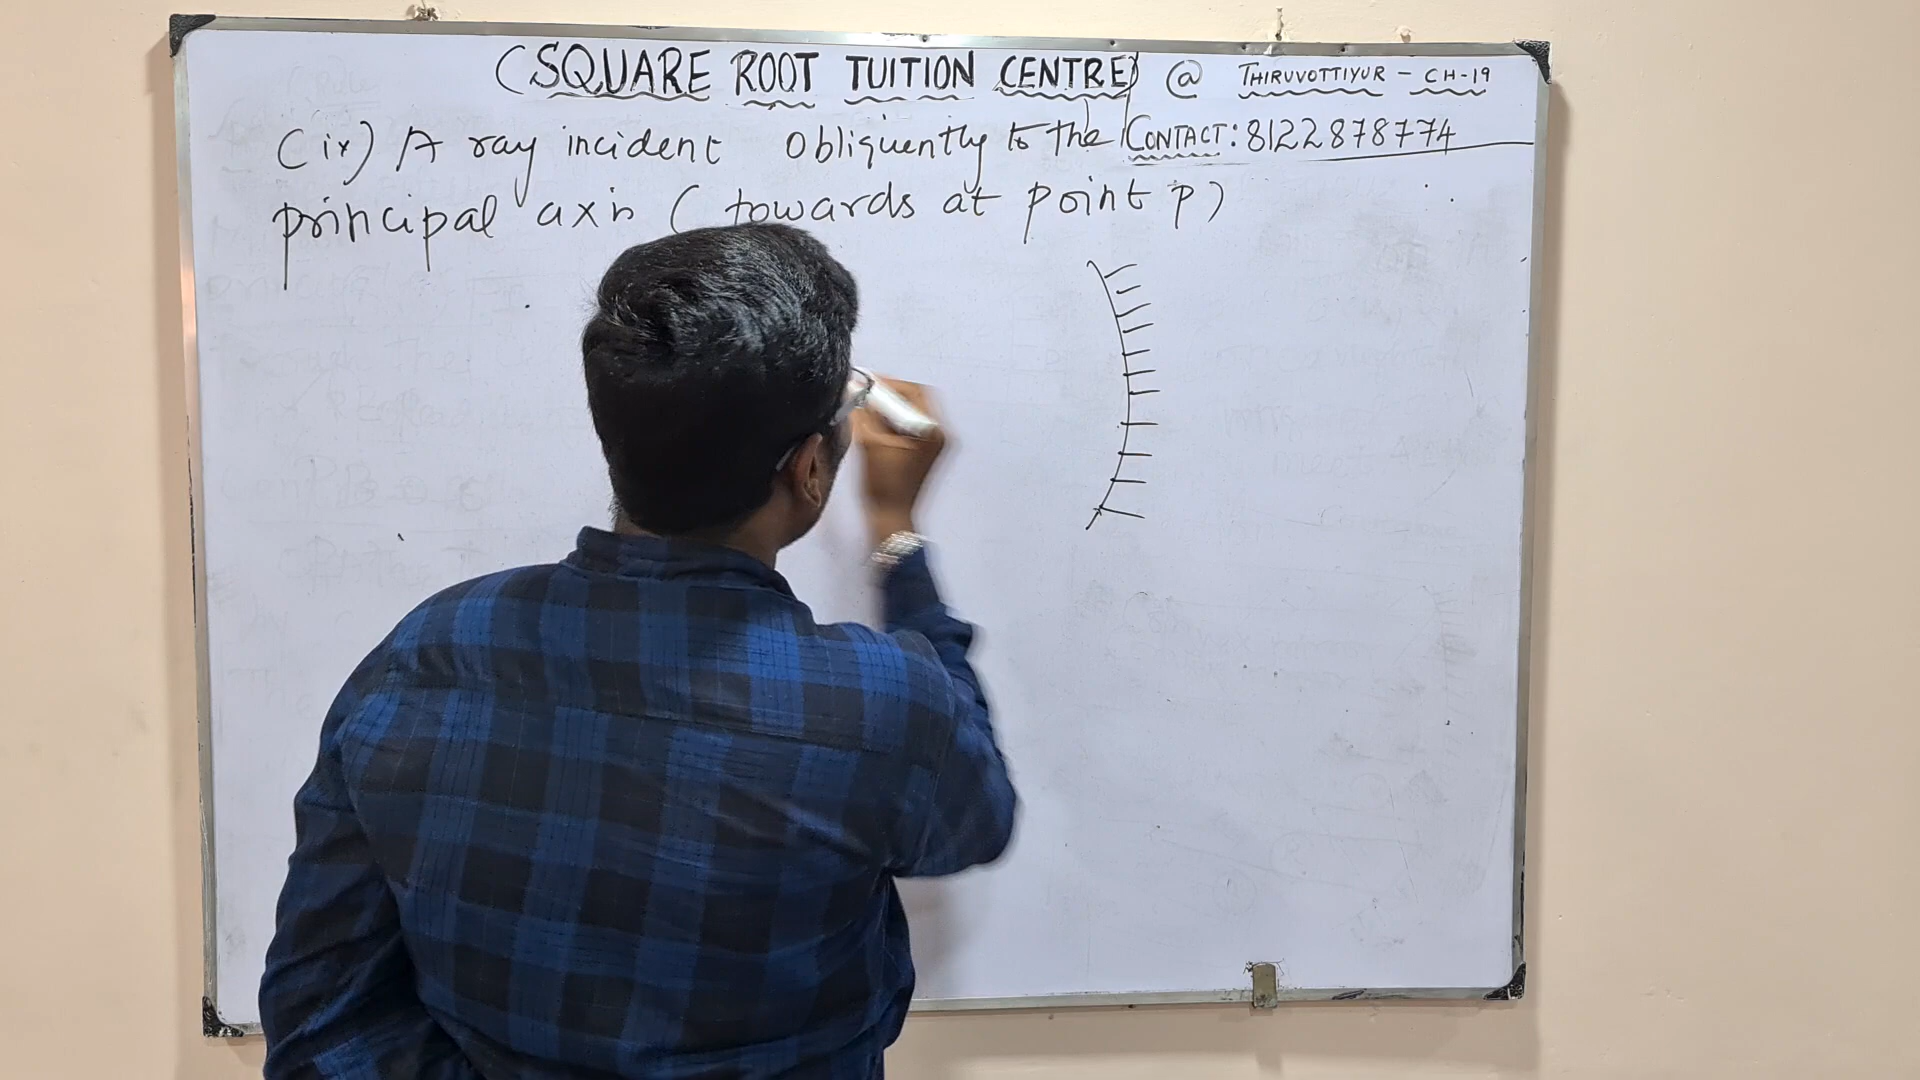 (SQUARE ROOT TUITION CENTRE) @ THIRUVOTTIYUR - CH-19
CONTACT: 8122878774
(ix) A ray incident obliquently to the
principal axis (towards at point p)